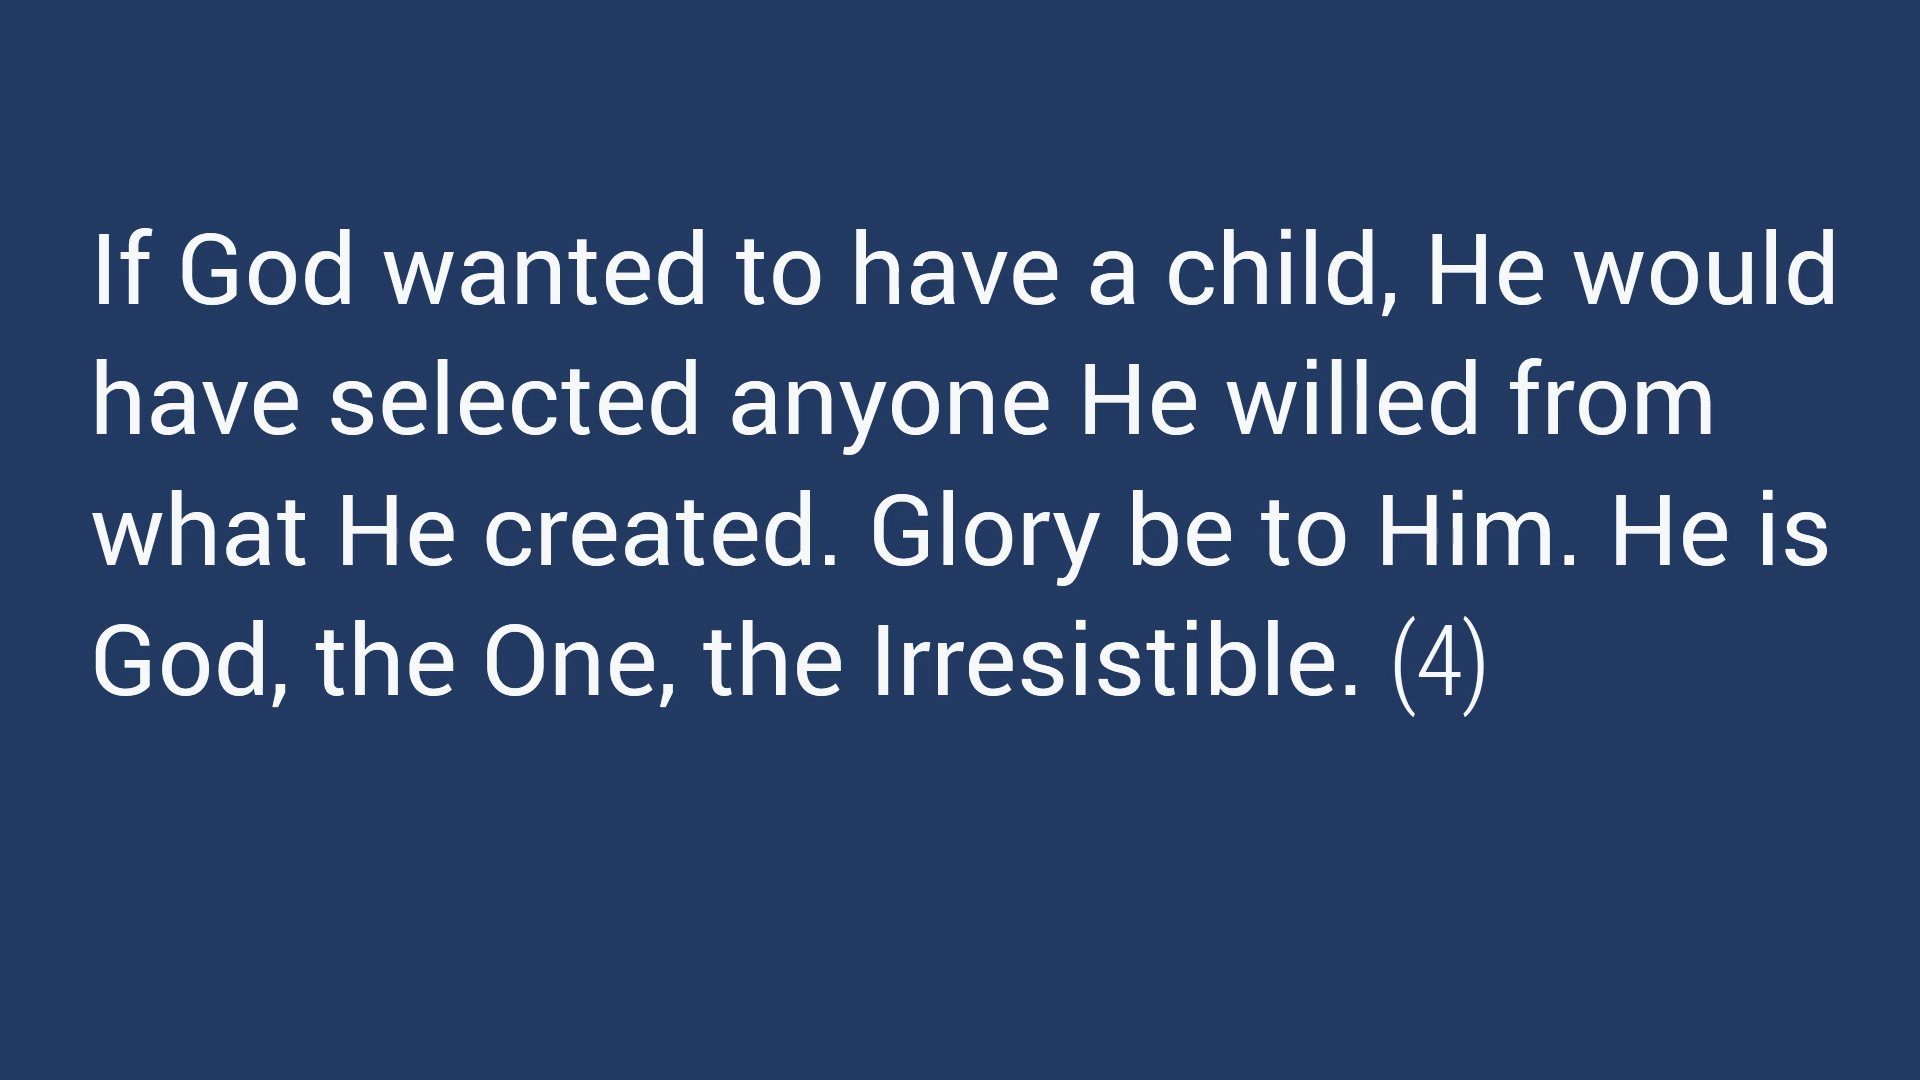 If God wanted to have a child, He would
have selected anyone He willed from
what He created. Glory be to Him. He is
God, the One, the Irresistible. (4)